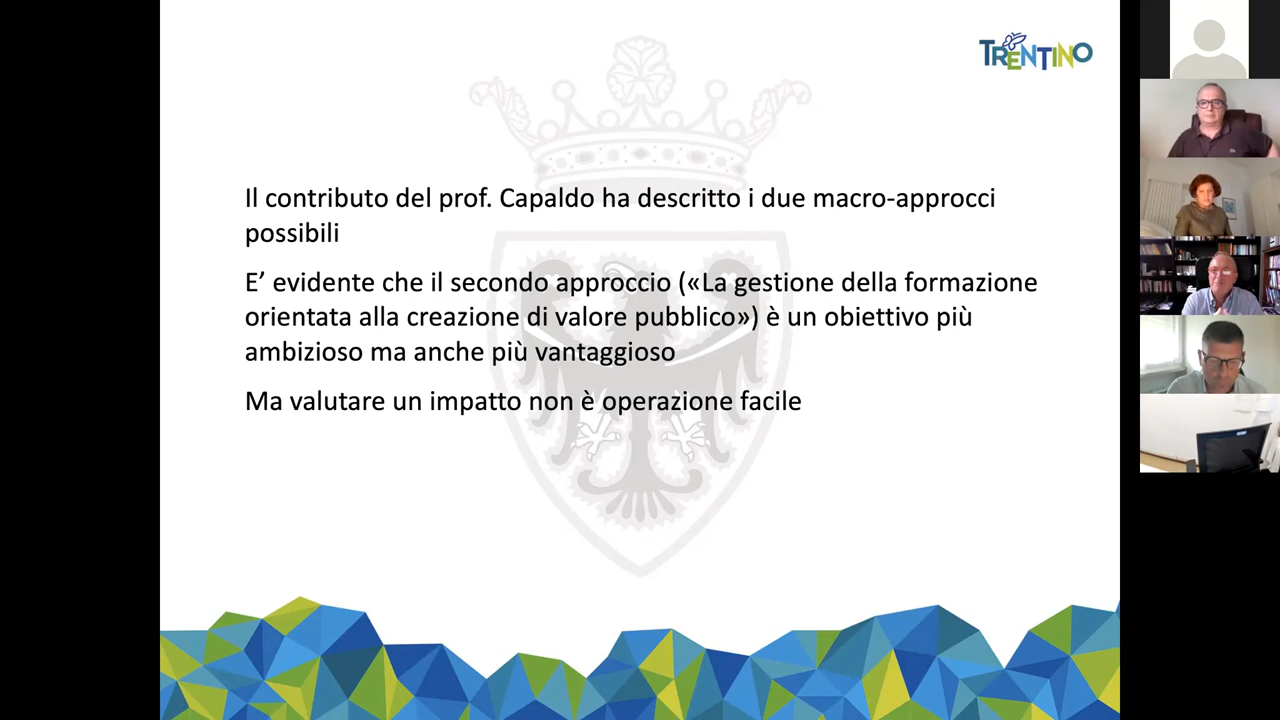 TRENTINO
Il contributo del prof. Capaldo ha descritto i due macro-approcci
possibili
E’ evidente che il secondo approccio («La gestione della formazione
orientata alla creazione di valore pubblico») è un obiettivo più
ambizioso ma anche più vantaggioso
Ma valutare un impatto non è operazione facile